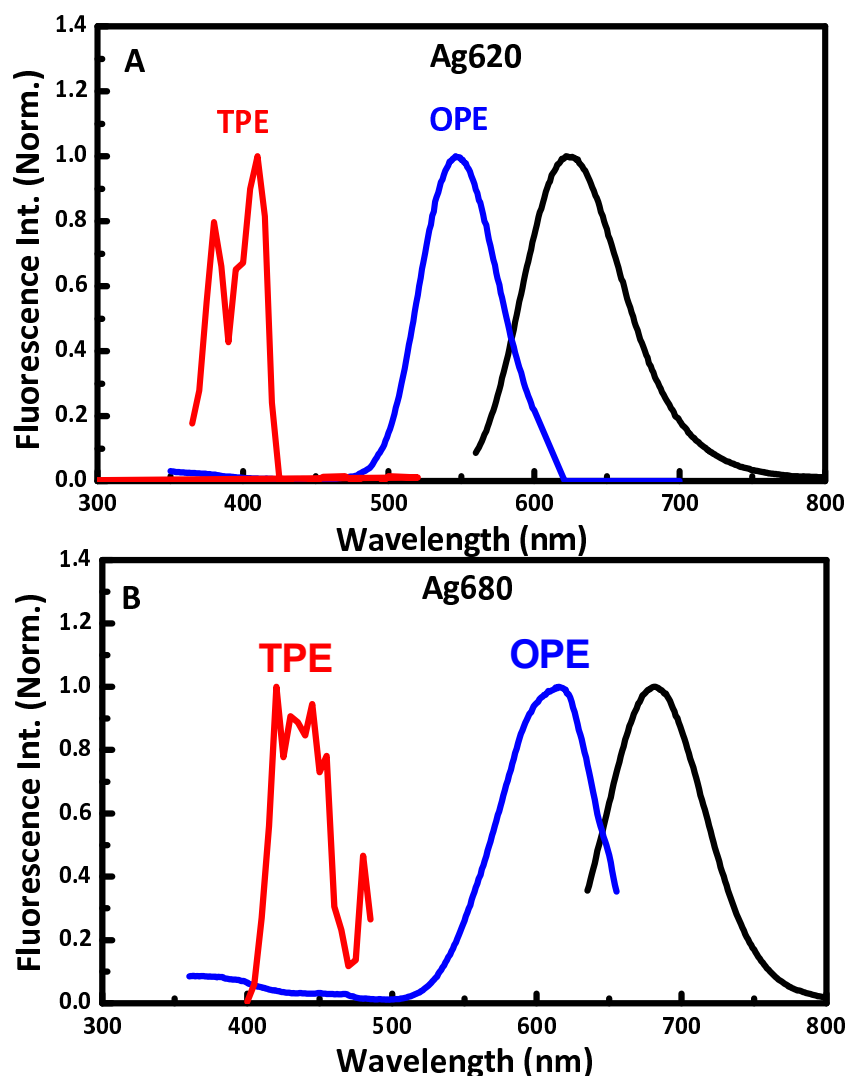 A
Ag620
TPE
OPE
Fluorescence Int. (Norm.)
1.4
1.2
1.0
0.8
0.6
0.4
0.2
0.0
300 400 500 600 700 800
Wavelength (nm)
B
Ag680
TPE
OPE
Fluorescence Int. (Norm.)
1.4
1.2
1.0
0.8
0.6
0.4
0.2
0.0
300 400 500 600 700 800
Wavelength (nm)